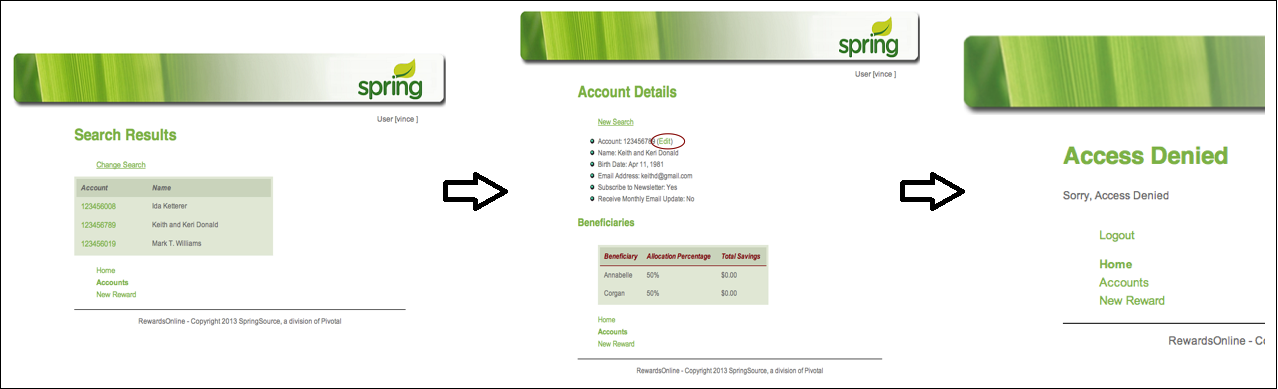 spring
User [vince ]
Search Results
Change Search
Account Name
123456008 Ida Ketterer
123456789 Keith and Keri Donald
123456019 Mark T. Williams
Home
Accounts
New Reward
RewardsOnline - Copyright 2013 SpringSource, a division of Pivotal
spring
User [vince ]
Account Details
New Search
Account: 123456789 (Edit)
Name: Keith and Keri Donald
Birth Date: Apr 11, 1981
Email Address: keithd@gmail.com
Subscribe to Newsletter: Yes
Receive Monthly Email Update: No
Beneficiaries
Beneficiary Allocation Percentage Total Savings
Annabelle 50% $0.00
Corgan 50% $0.00
Home
Accounts
New Reward
RewardsOnline - Copyright 2013 SpringSource, a division of Pivotal
Access Denied
Sorry, Access Denied
Logout
Home
Accounts
New Reward
RewardsOnline - Co